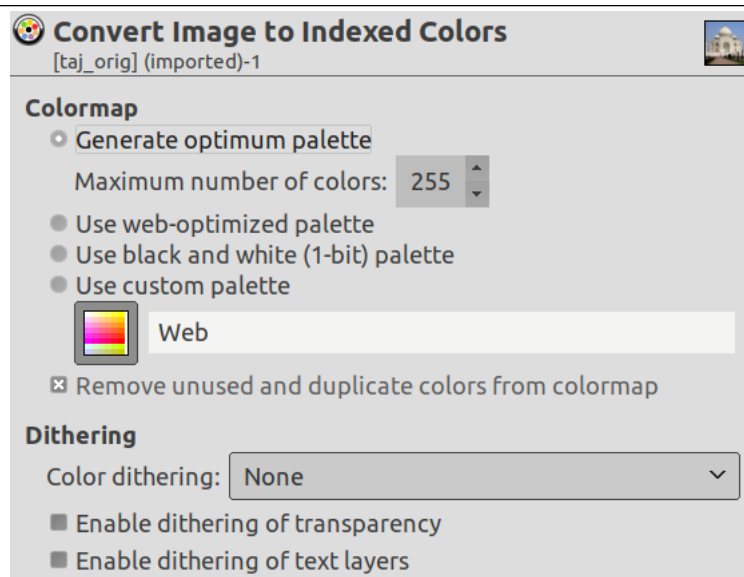 Convert Image to Indexed Colors
[taj_orig] (imported)-1
Colormap
Generate optimum palette
Maximum number of colors: 255
Use web-optimized palette
Use black and white (1-bit) palette
Use custom palette
Web
Remove unused and duplicate colors from colormap
Dithering
Color dithering: None
Enable dithering of transparency
Enable dithering of text layers